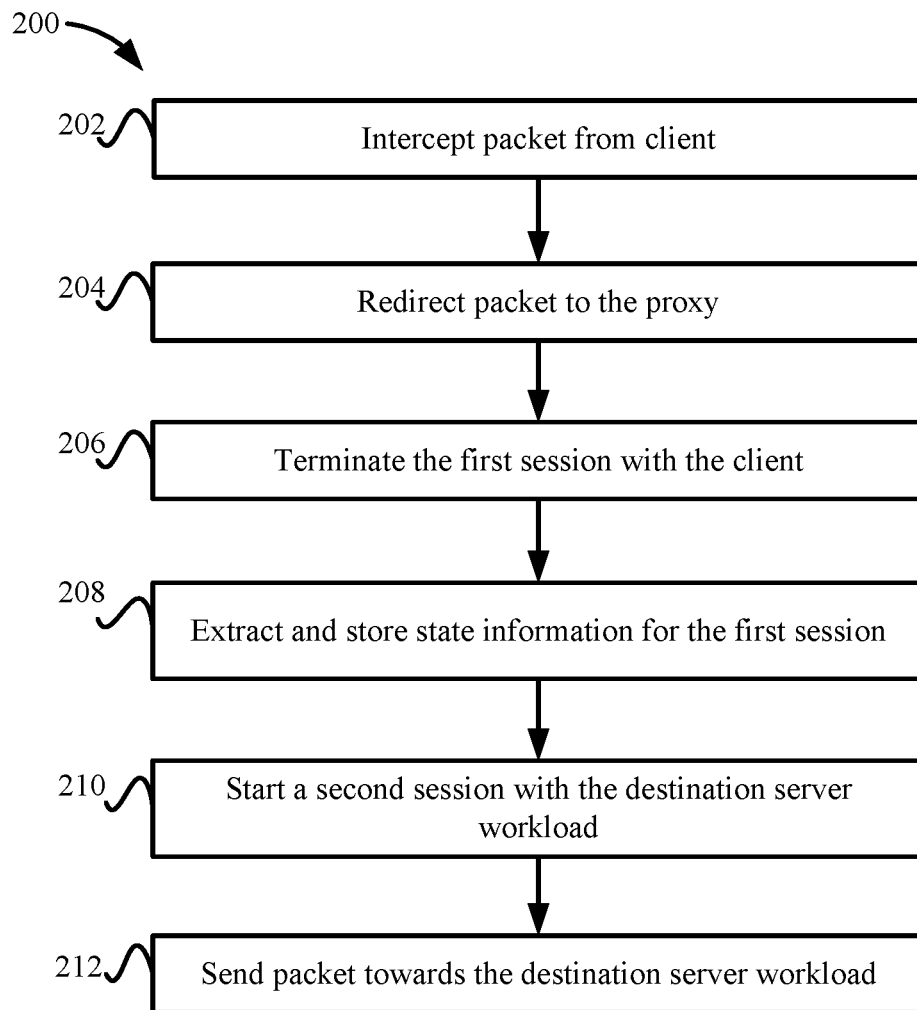 200
202
Intercept packet from client
204
Redirect packet to the proxy
206
Terminate the first session with the client
208
Extract and store state information for the first session
210
Start a second session with the destination server
workload
212
Send packet towards the destination server workload